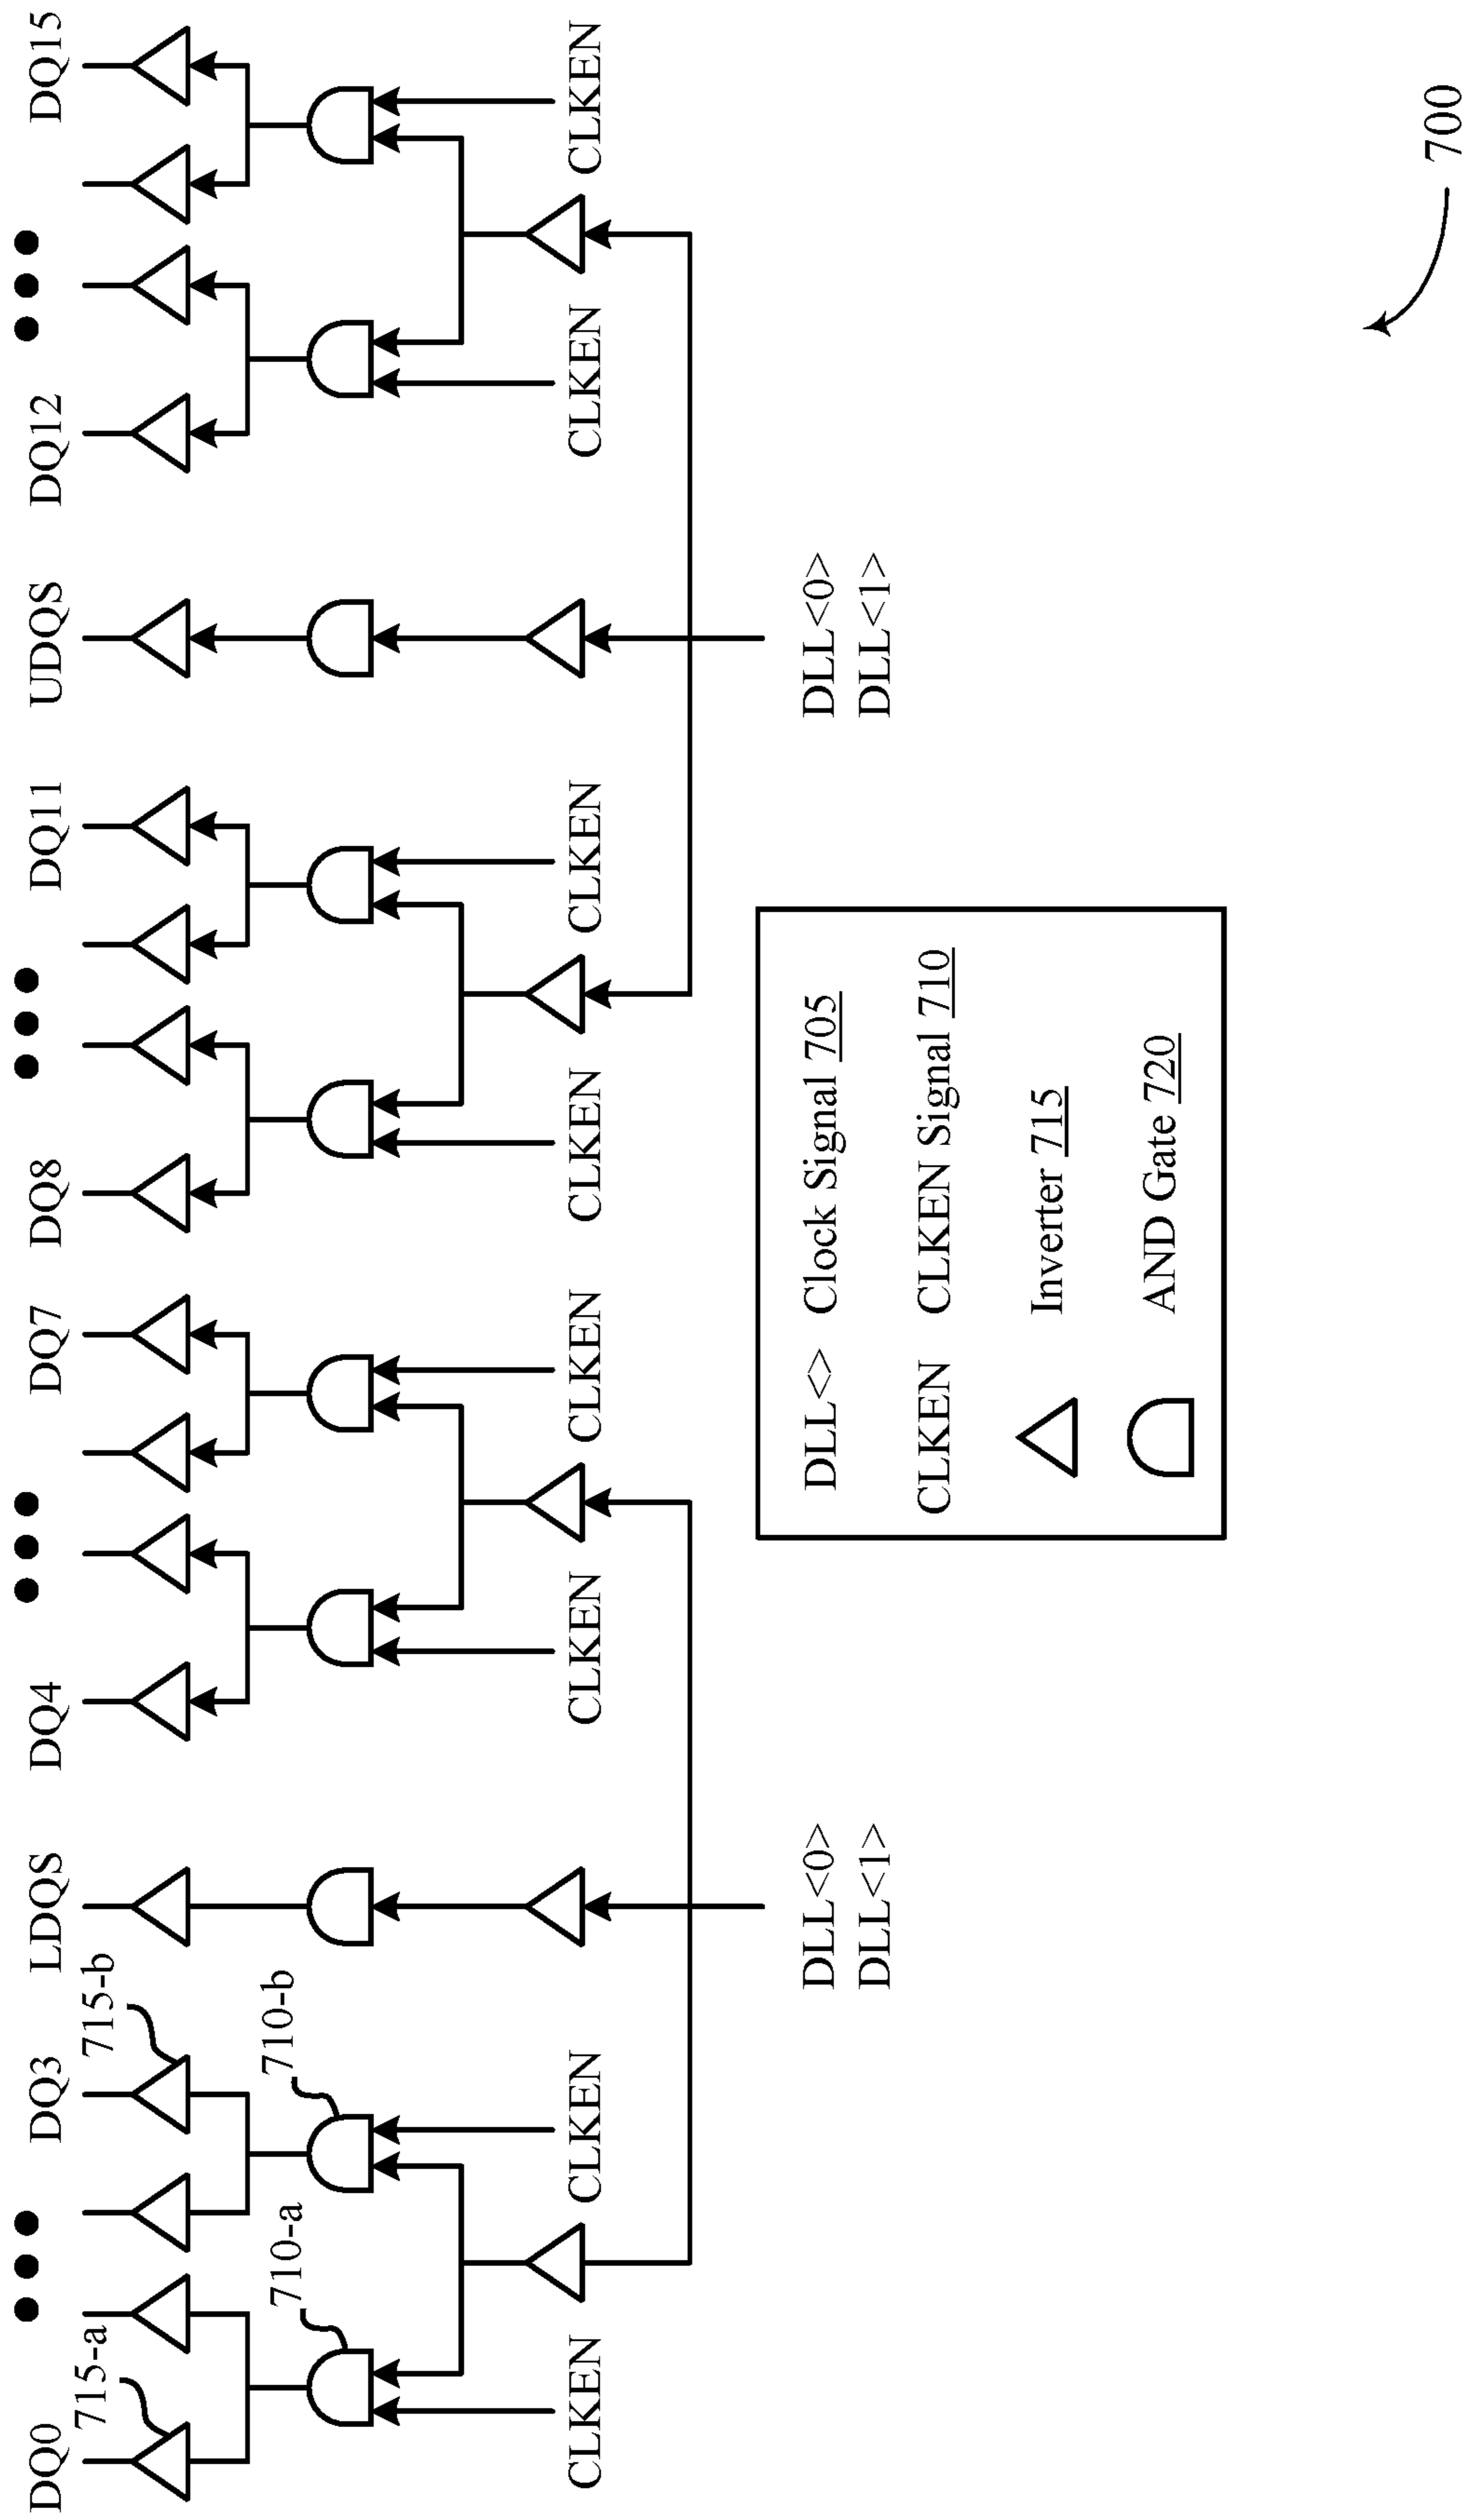 DQ0 DQ3 LDQS DQ4 DQ7 DQ8 DQ11 UDQS DQ12 DQ15
715-a 715-b
710-a 710-b
CLKEN CLKEN CLKEN CLKEN CLKEN CLKEN CLKEN CLKEN
DLL<0> DLL<0>
DLL<1> DLL<1>
DLL<> Clock Signal 705
CLKEN CLKEN Signal 710
Inverter 715
AND Gate 720
700